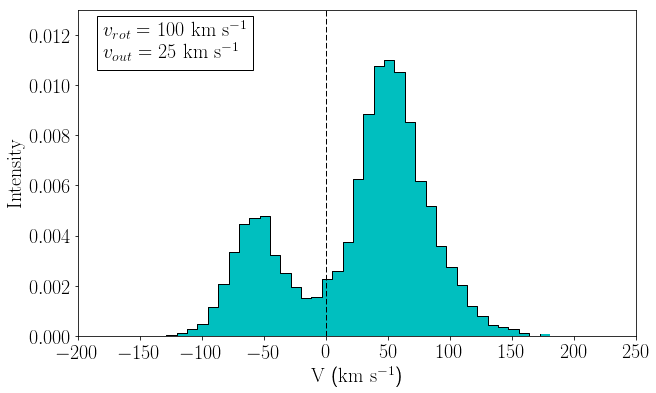 v_rot = 100 km s⁻¹
v_out = 25 km s⁻¹
0.012
0.010
0.008
0.006
0.004
0.002
0.000
Intensity
−200 −150 −100 −50 0 50 100 150 200 250
V (km s⁻¹)